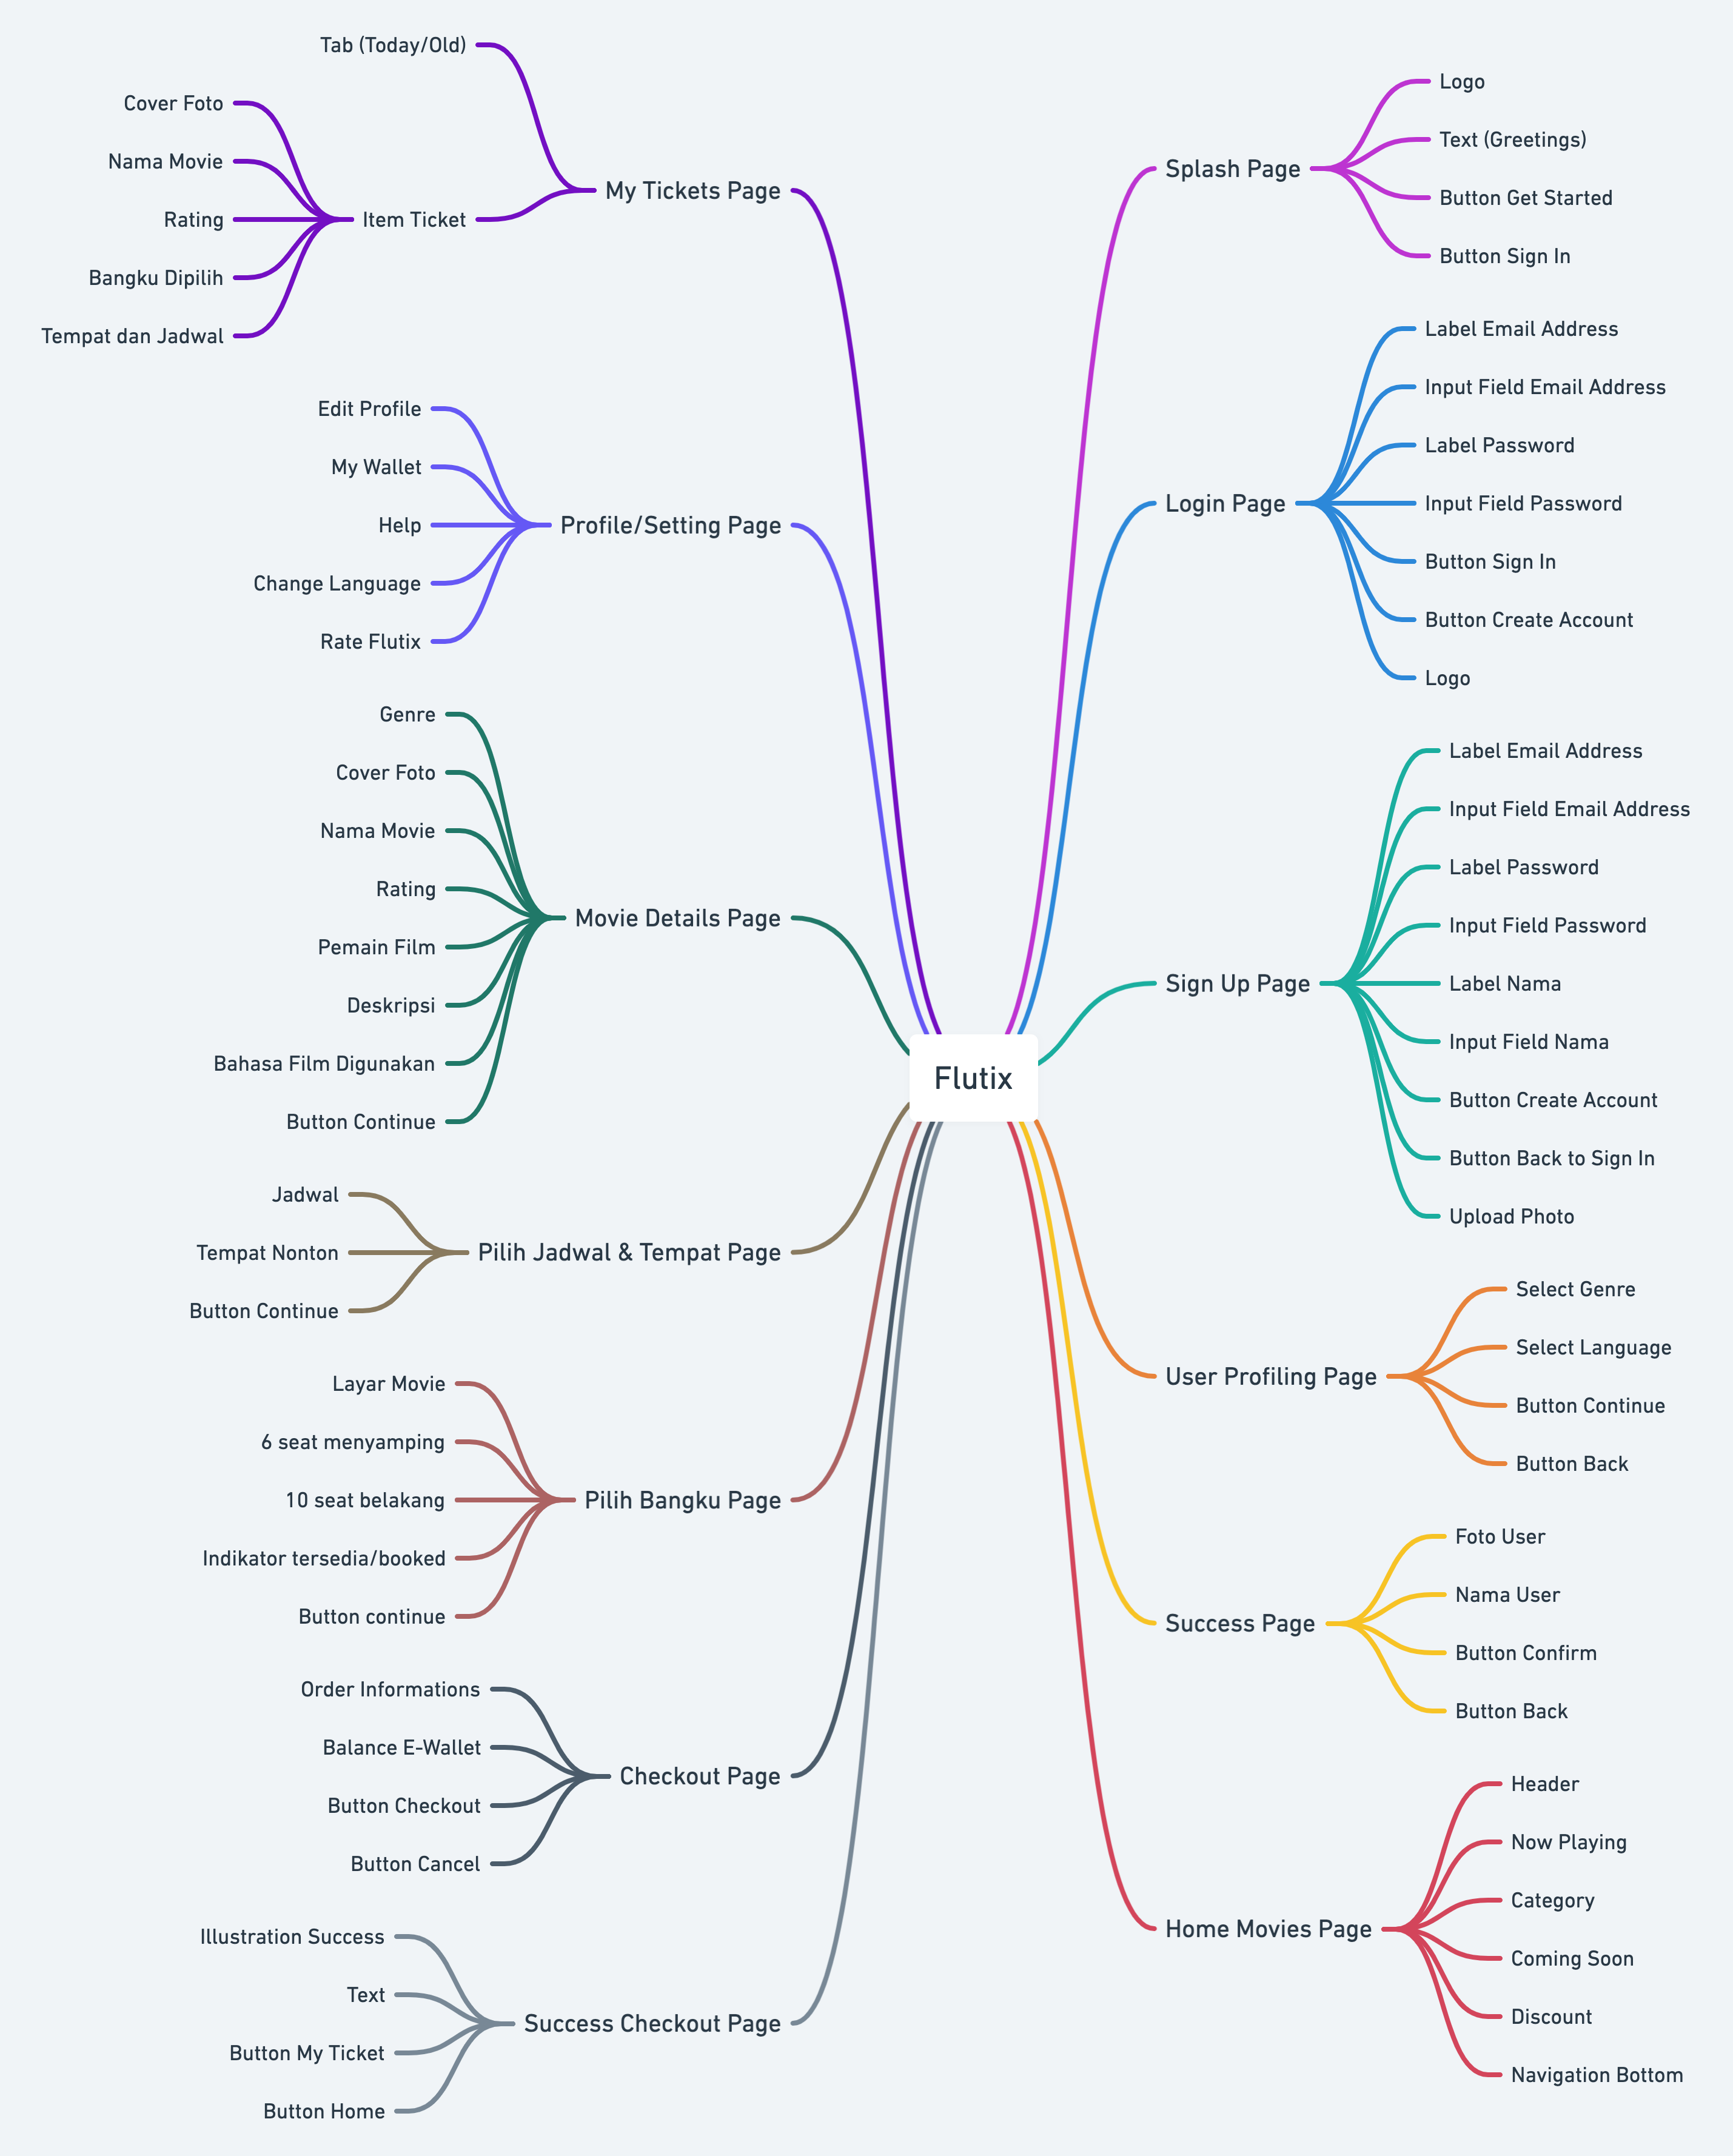 Flutix
Splash Page
Logo
Text (Greetings)
Button Get Started
Button Sign In
Login Page
Label Email Address
Input Field Email Address
Label Password
Input Field Password
Button Sign In
Button Create Account
Logo
Sign Up Page
Label Email Address
Input Field Email Address
Label Password
Input Field Password
Label Nama
Input Field Nama
Button Create Account
Button Back to Sign In
Upload Photo
User Profiling Page
Select Genre
Select Language
Button Continue
Button Back
Success Page
Foto User
Nama User
Button Confirm
Button Back
Home Movies Page
Header
Now Playing
Category
Coming Soon
Discount
Navigation Bottom
My Tickets Page
Tab (Today/Old)
Item Ticket
Cover Foto
Nama Movie
Rating
Bangku Dipilih
Tempat dan Jadwal
Profile/Setting Page
Edit Profile
My Wallet
Help
Change Language
Rate Flutix
Movie Details Page
Genre
Cover Foto
Nama Movie
Rating
Pemain Film
Deskripsi
Bahasa Film Digunakan
Button Continue
Pilih Jadwal & Tempat Page
Jadwal
Tempat Nonton
Button Continue
Pilih Bangku Page
Layar Movie
6 seat menyamping
10 seat belakang
Indikator tersedia/booked
Button continue
Checkout Page
Order Informations
Balance E-Wallet
Button Checkout
Button Cancel
Success Checkout Page
Illustration Success
Text
Button My Ticket
Button Home